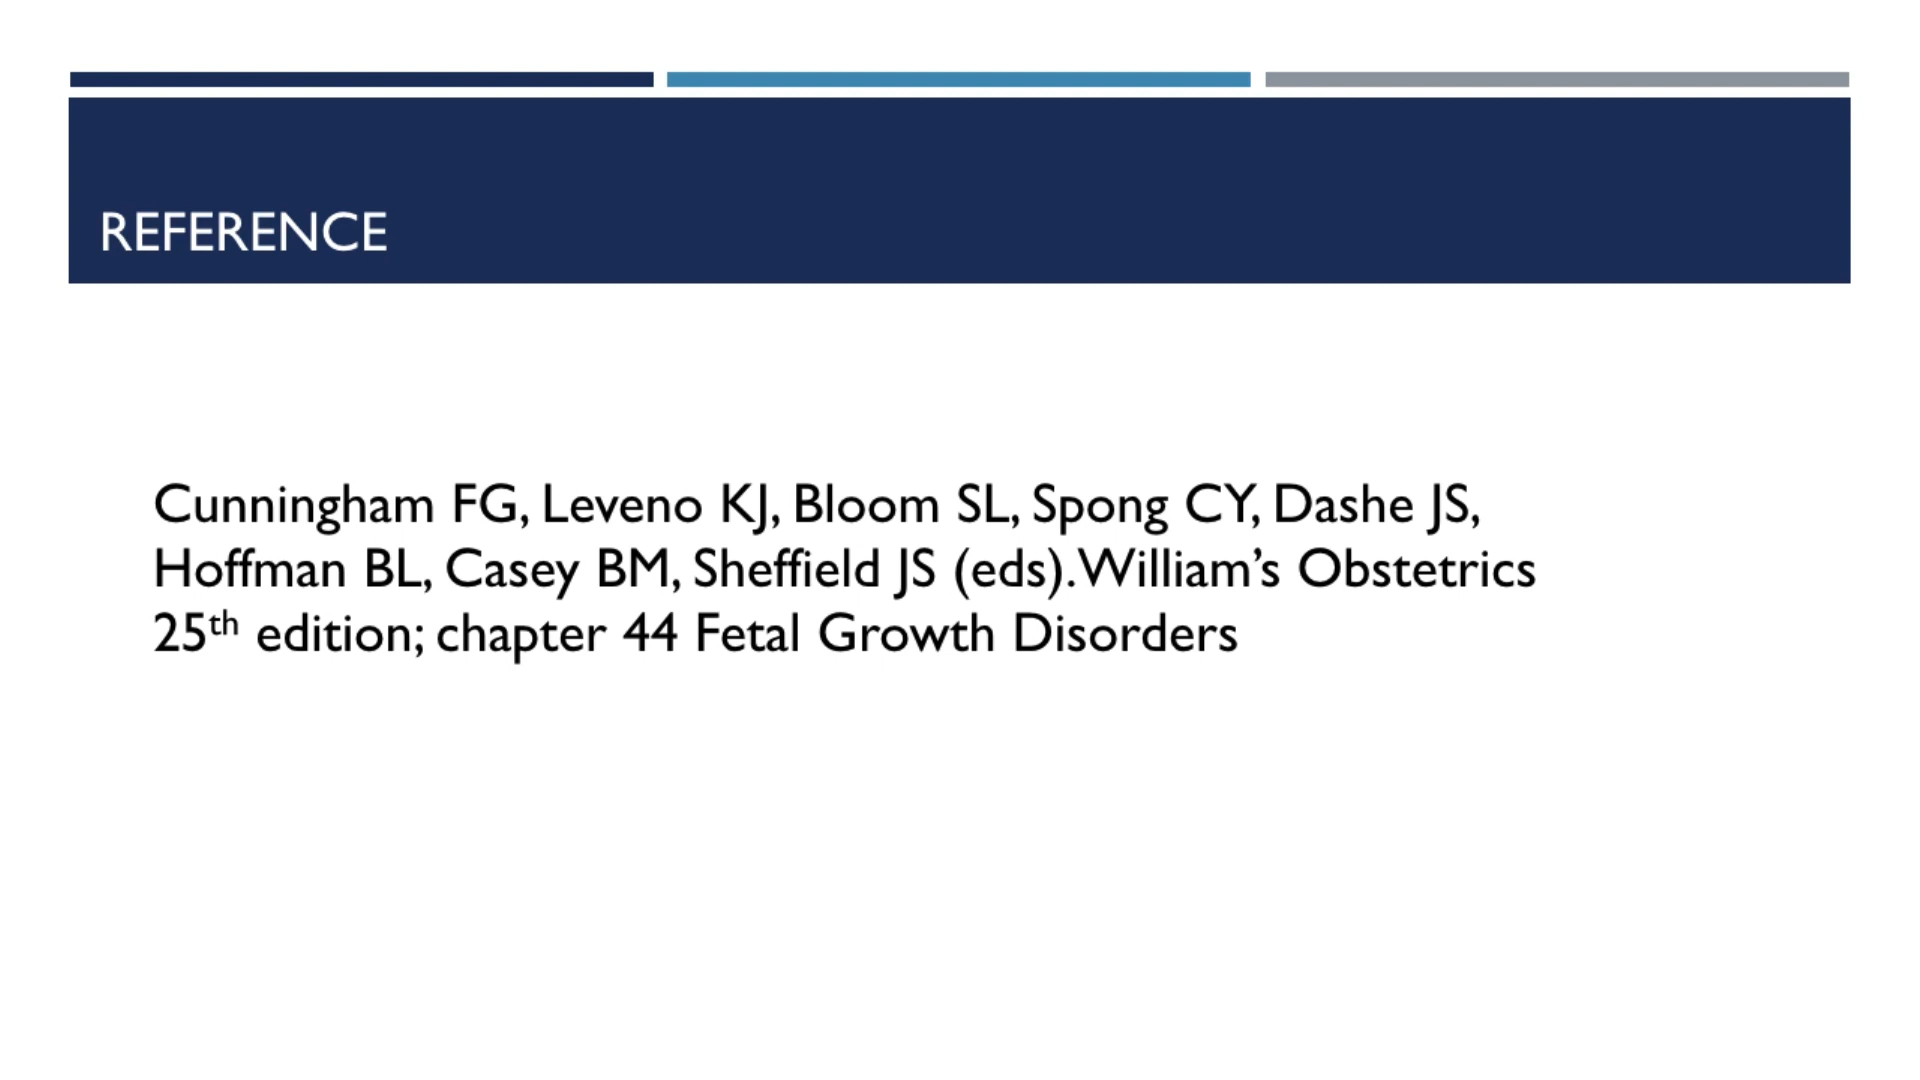 REFERENCE
Cunningham FG, Leveno KJ, Bloom SL, Spong CY, Dashe JS,
Hoffman BL, Casey BM, Sheffield JS (eds). William’s Obstetrics
25th edition; chapter 44 Fetal Growth Disorders